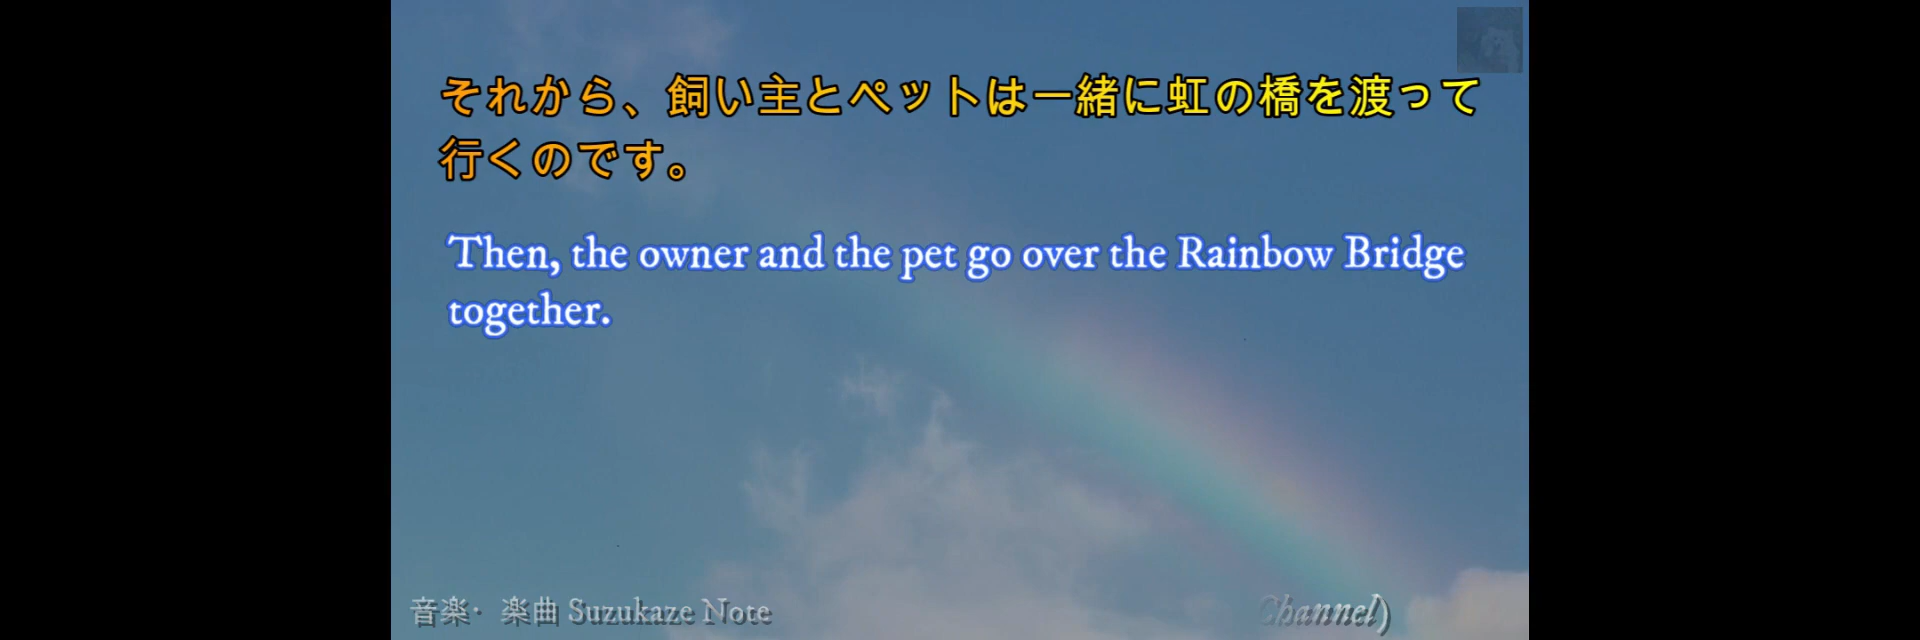 それから、飼い主とペットは一緒に虹の橋を渡って
行くのです。
Then, the owner and the pet go over the Rainbow Bridge
together.
音楽・楽曲 Suzukaze Note
Channel)